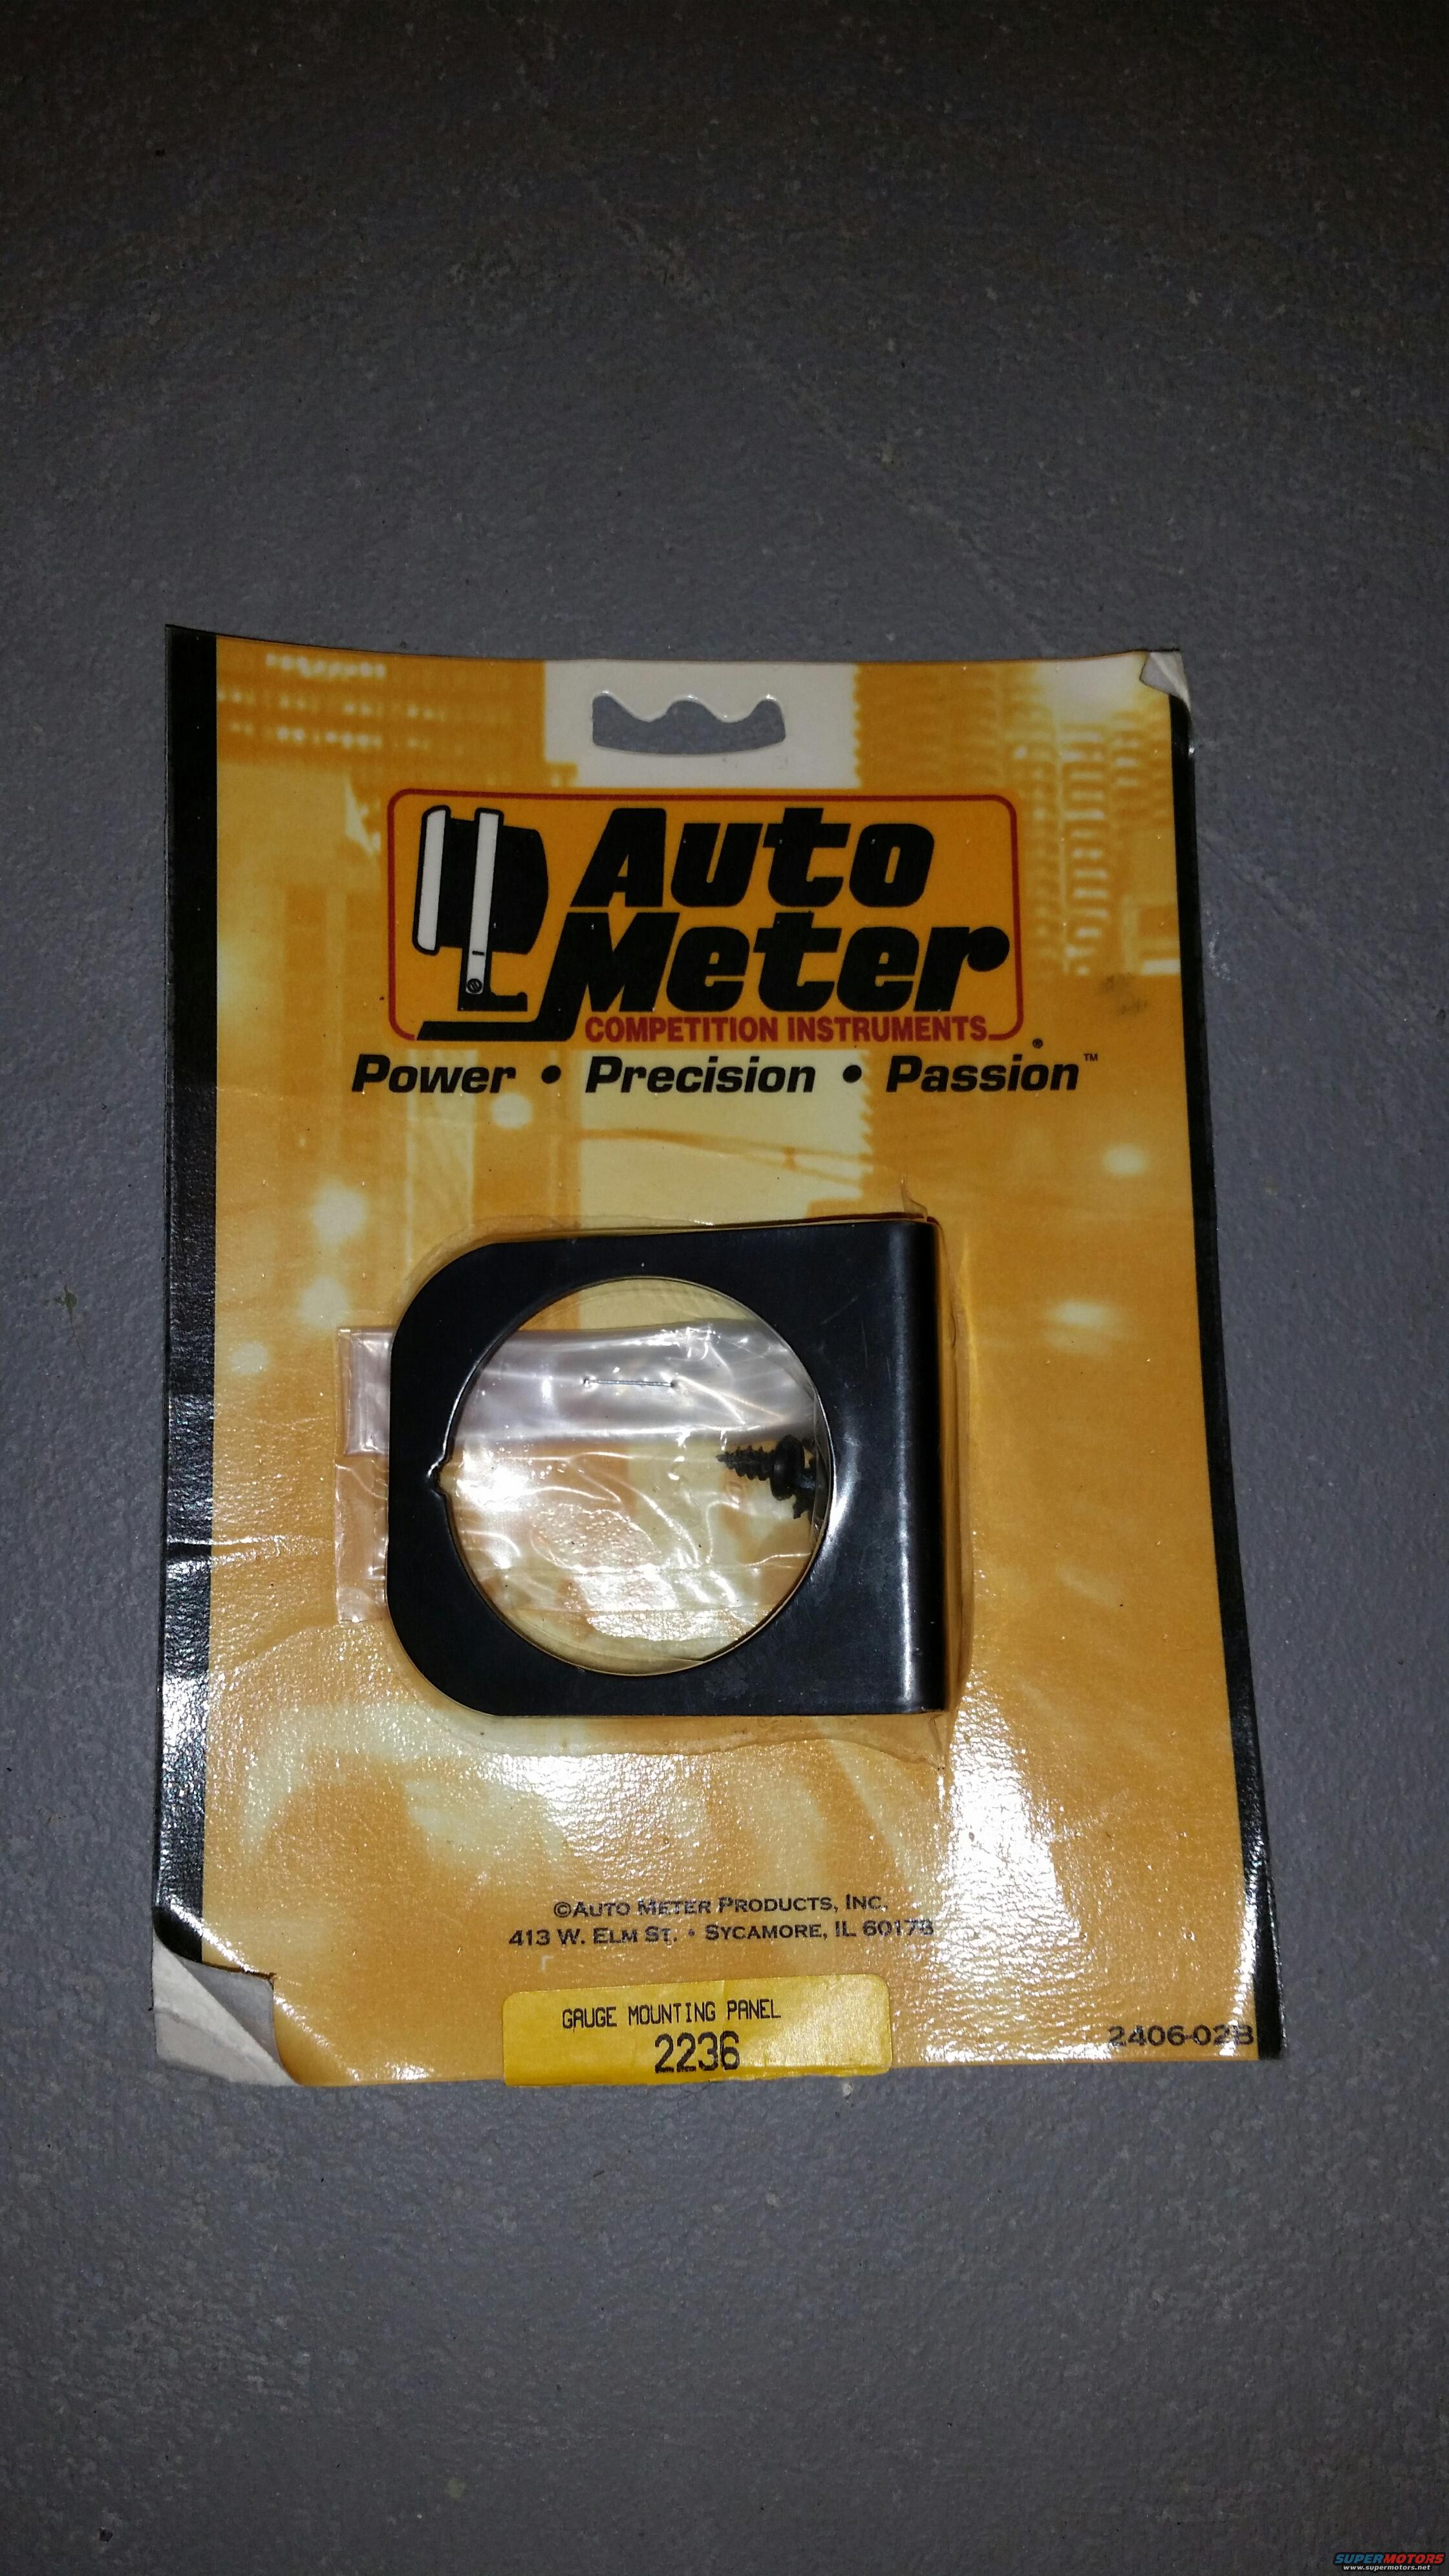 Auto
Meter
COMPETITION INSTRUMENTS
®
Power • Precision • Passion™
©Auto Meter Products, Inc.
413 W. Elm St. • Sycamore, IL 60178
GAUGE MOUNTING PANEL
2236
2406-02B
SUPERMOTORS
www.supermotors.net